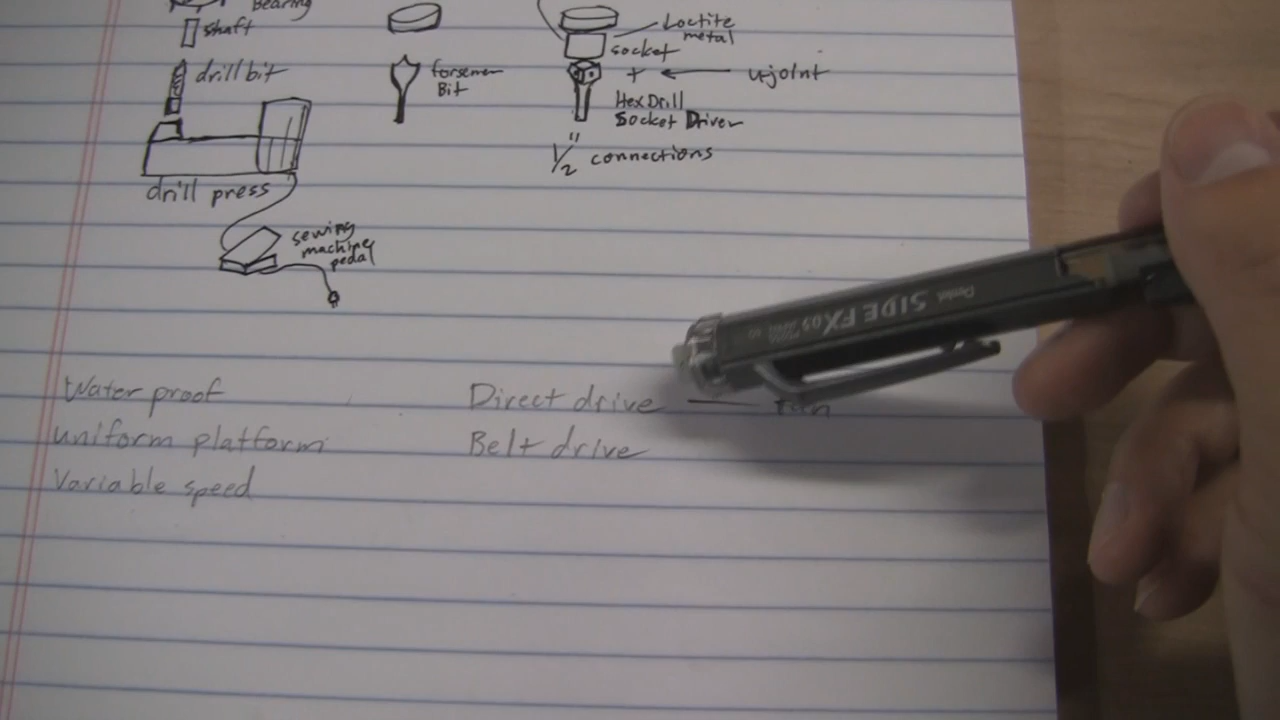 Bearing
shaft
drill bit
drill press
sewing
machine
pedal
forsener
Bit
Loctite
metal
socket
+
u-joint
Hex Drill
Socket Driver
1/2" connections
Water proof
uniform platform
Variable speed
Direct drive —
Belt drive
Pentel SIDE FX 0.5